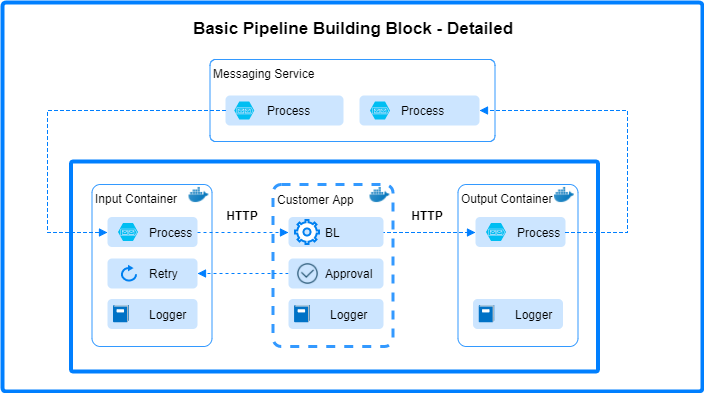 Basic Pipeline Building Block - Detailed
Messaging Service
Process
Process
Input Container
Customer App
Output Container
HTTP
HTTP
Process
BL
Process
Retry
Approval
Logger
Logger
Logger